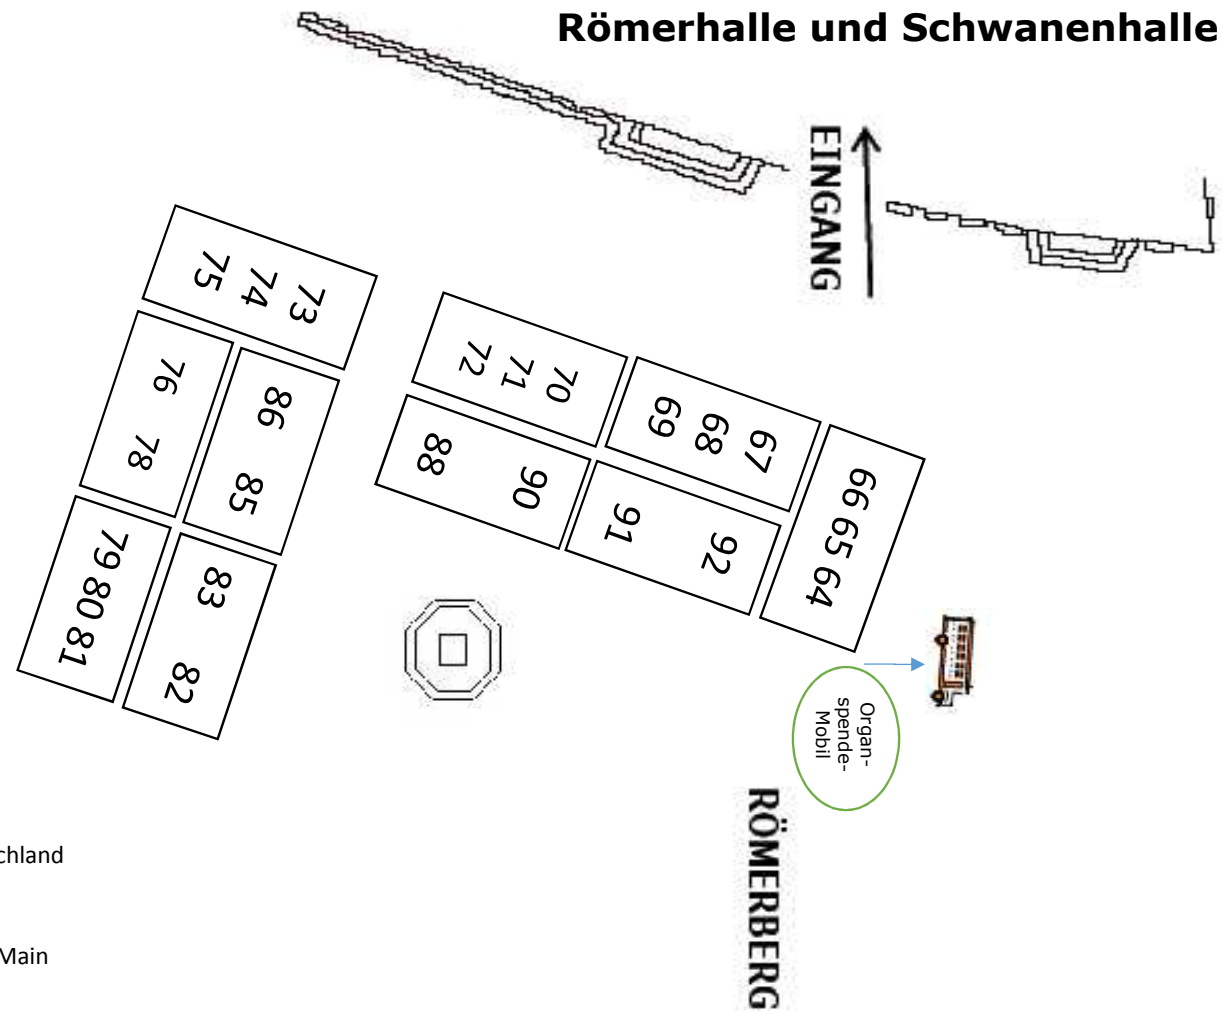 Römerhalle und Schwanenhalle
EINGANG
75 74 73
76
78
86
85
79 80 81
83
82
72 71 70
69 68 67
66 65 64
88
90
91
92
Organ-
spende-
Mobil
RÖMERBERG
chland
Main